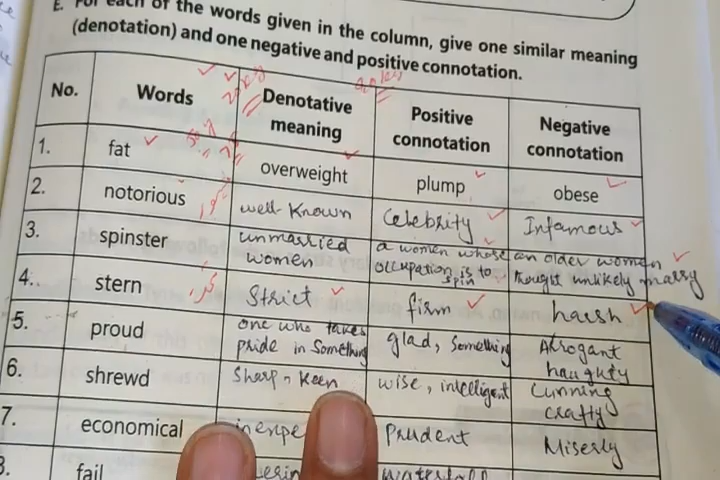 E. For each of the words given in the column, give one similar meaning
(denotation) and one negative and positive connotation.
No. Words Denotative meaning Positive connotation Negative connotation
1. fat overweight plump obese
2. notorious well-Known Celebrity Infamous
3. spinster unmarried women a women whose occupation is to spin an older women thought unlikely marry
4. stern Strict firm harsh
5. proud one who takes pride in Something glad, Something Arrogant haughty
6. shrewd Sharp, Keen wise, intelligent Cunning crafty
7. economical inexpe Prudent Miserly
8. fail waterfall